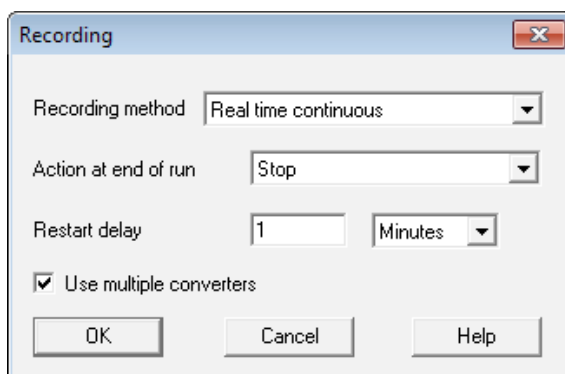 Recording
Recording method Real time continuous
Action at end of run Stop
Restart delay 1 Minutes
Use multiple converters
OK Cancel Help